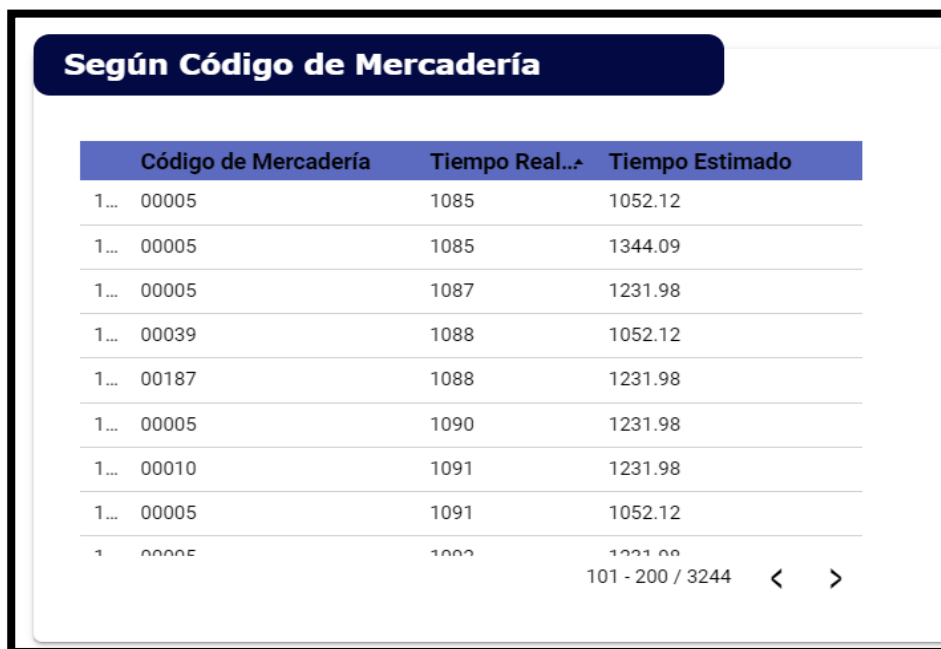 Según Código de Mercadería
Código de Mercadería Tiempo Real... Tiempo Estimado
1... 00005 1085 1052.12
1... 00005 1085 1344.09
1... 00005 1087 1231.98
1... 00039 1088 1052.12
1... 00187 1088 1231.98
1... 00005 1090 1231.98
1... 00010 1091 1231.98
1... 00005 1091 1052.12
101 - 200 / 3244